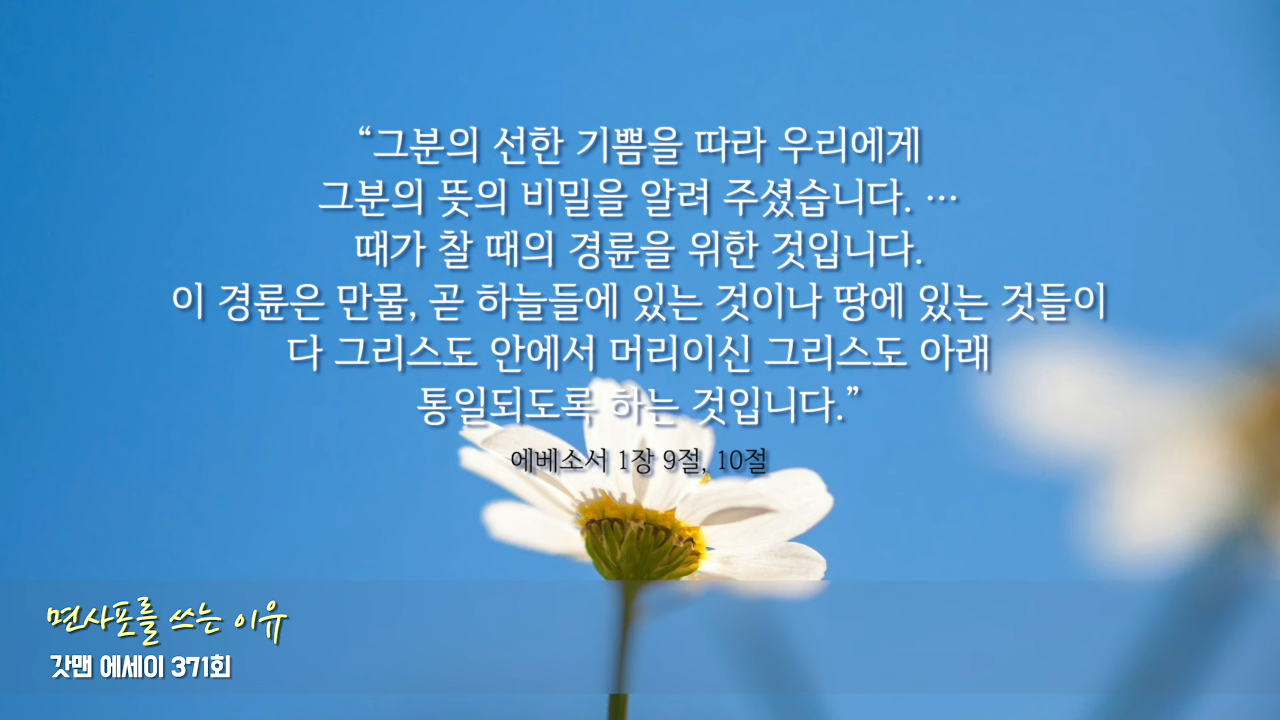 “그분의 선한 기쁨을 따라 우리에게
그분의 뜻의 비밀을 알려 주셨습니다. …
때가 찰 때의 경륜을 위한 것입니다.
이 경륜은 만물, 곧 하늘들에 있는 것이나 땅에 있는 것들이
다 그리스도 안에서 머리이신 그리스도 아래
통일되도록 하는 것입니다.”
에베소서 1장 9절, 10절
면사포를 쓰는 이유
갓맨 에세이 371회